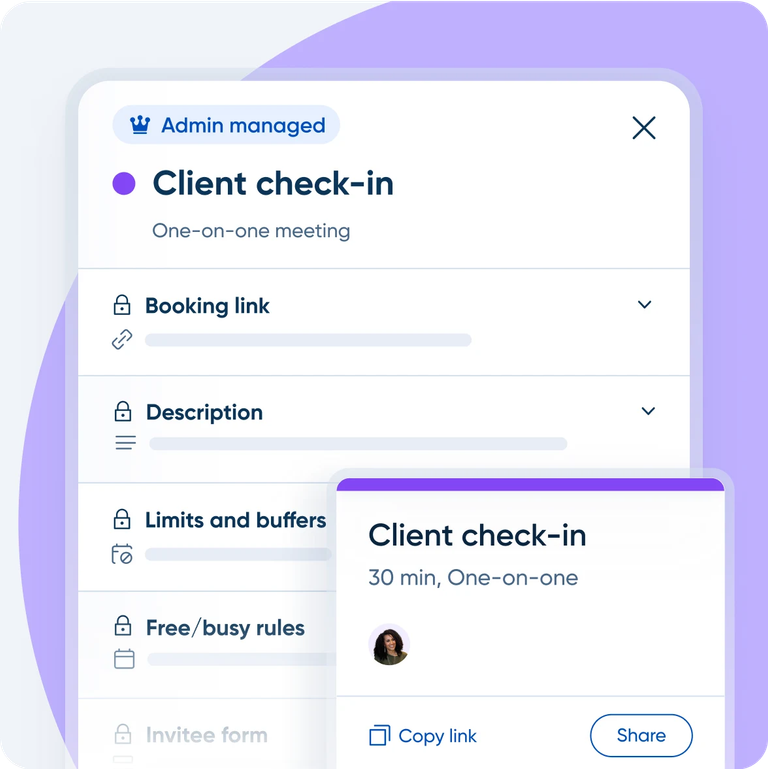 Admin managed
Client check-in
One-on-one meeting
Booking link
Description
Limits and buffers
Free/busy rules
Invitee form
Client check-in
30 min, One-on-one
Copy link
Share